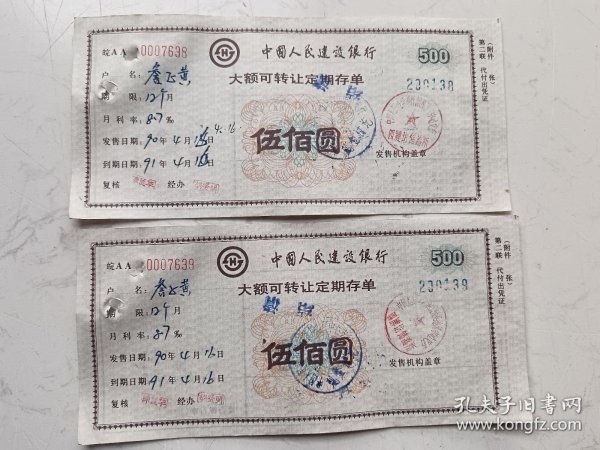 皖AA 0007638 中国人民建设银行 500
户名：詹正黄 大额可转让定期存单 230138
期限：12个月
月利率：8.7‰ 伍佰圆
发售日期：90年4月16日
到期日期：91年4月16日 发售机构盖章
复核 经办
第二联 代付出凭证
（附件 张）
皖AA 0007639 中国人民建设银行 500
户名：詹正黄 大额可转让定期存单 230139
期限：12个月
月利率：8.7‰ 伍佰圆
发售日期：90年4月16日
到期日期：91年4月16日 发售机构盖章
复核 经办
第二联 代付出凭证
（附件 张）
孔夫子旧书网
www.kongfz.com